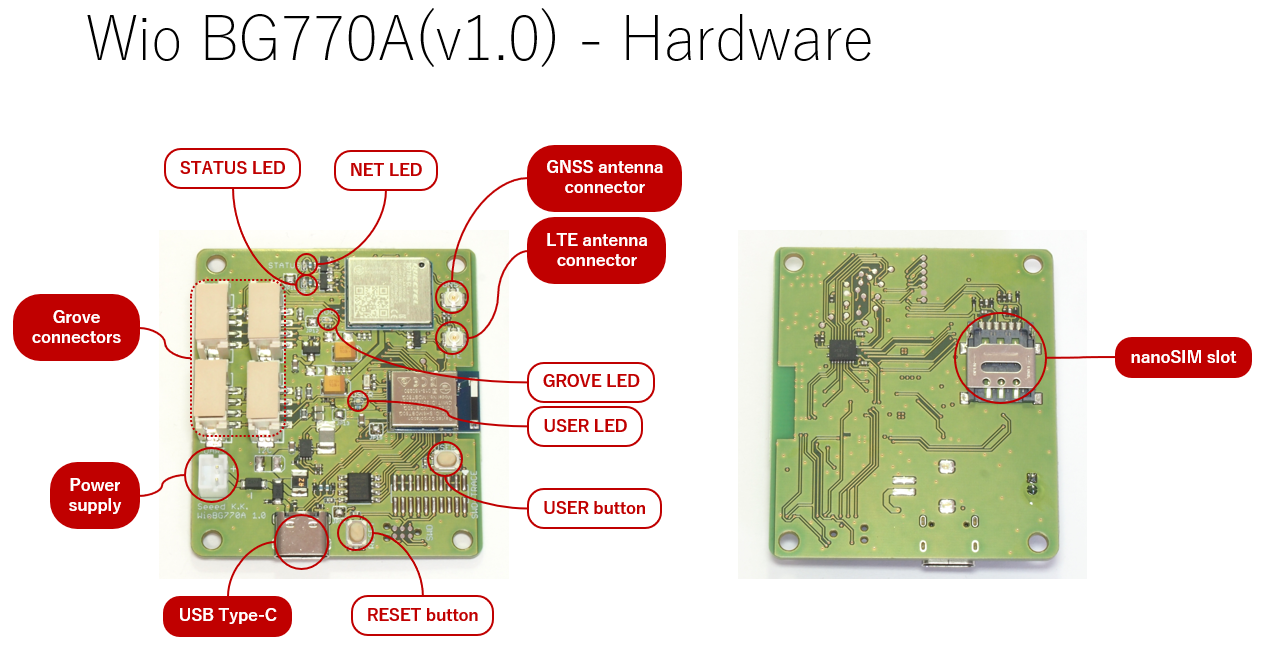 Wio BG770A(v1.0) - Hardware
STATUS LED
NET LED
GNSS antenna
connector
LTE antenna
connector
Grove
connectors
GROVE LED
USER LED
nanoSIM slot
Power
supply
USER button
USB Type-C
RESET button
Seeed K.K.
WioBG770A 1.0